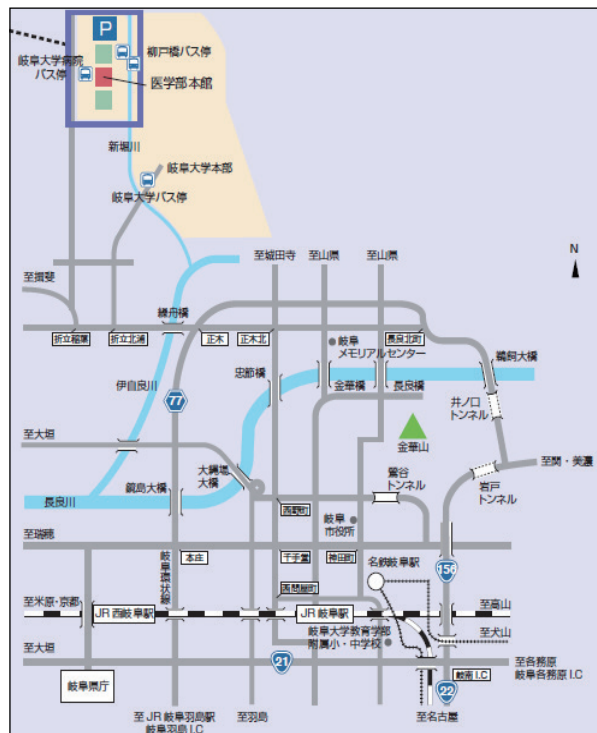 P
柳戸橋バス停
岐阜大学病院
バス停
医学部本館
新堀川
岐阜大学本部
岐阜大学バス停
至城田寺
至山県
至山県
N
至揖斐
繰舟橋
折立稲葉
折立北浦
正木
正木北
岐阜
メモリアルセンター
長良北町
鵜飼大橋
忠節橋
金華橋
長良橋
伊自良川
77
井ノ口
トンネル
金華山
至大垣
大縄場
大橋
鏡島大橋
鶯谷
トンネル
岩戸
トンネル
至関・美濃
長良川
西野町
岐阜
市役所
至瑞穂
本庄
千手堂
神田町
名鉄岐阜駅
156
岐阜環状線
西問屋町
至米原・京都
JR 西岐阜駅
JR 岐阜駅
至高山
岐阜大学教育学部
附属小・中学校
至犬山
至大垣
21
至各務原
岐阜各務原 I.C
岐南 I.C
岐阜県庁
22
至 JR 岐阜羽島駅
岐阜羽島 I.C
至羽島
至名古屋